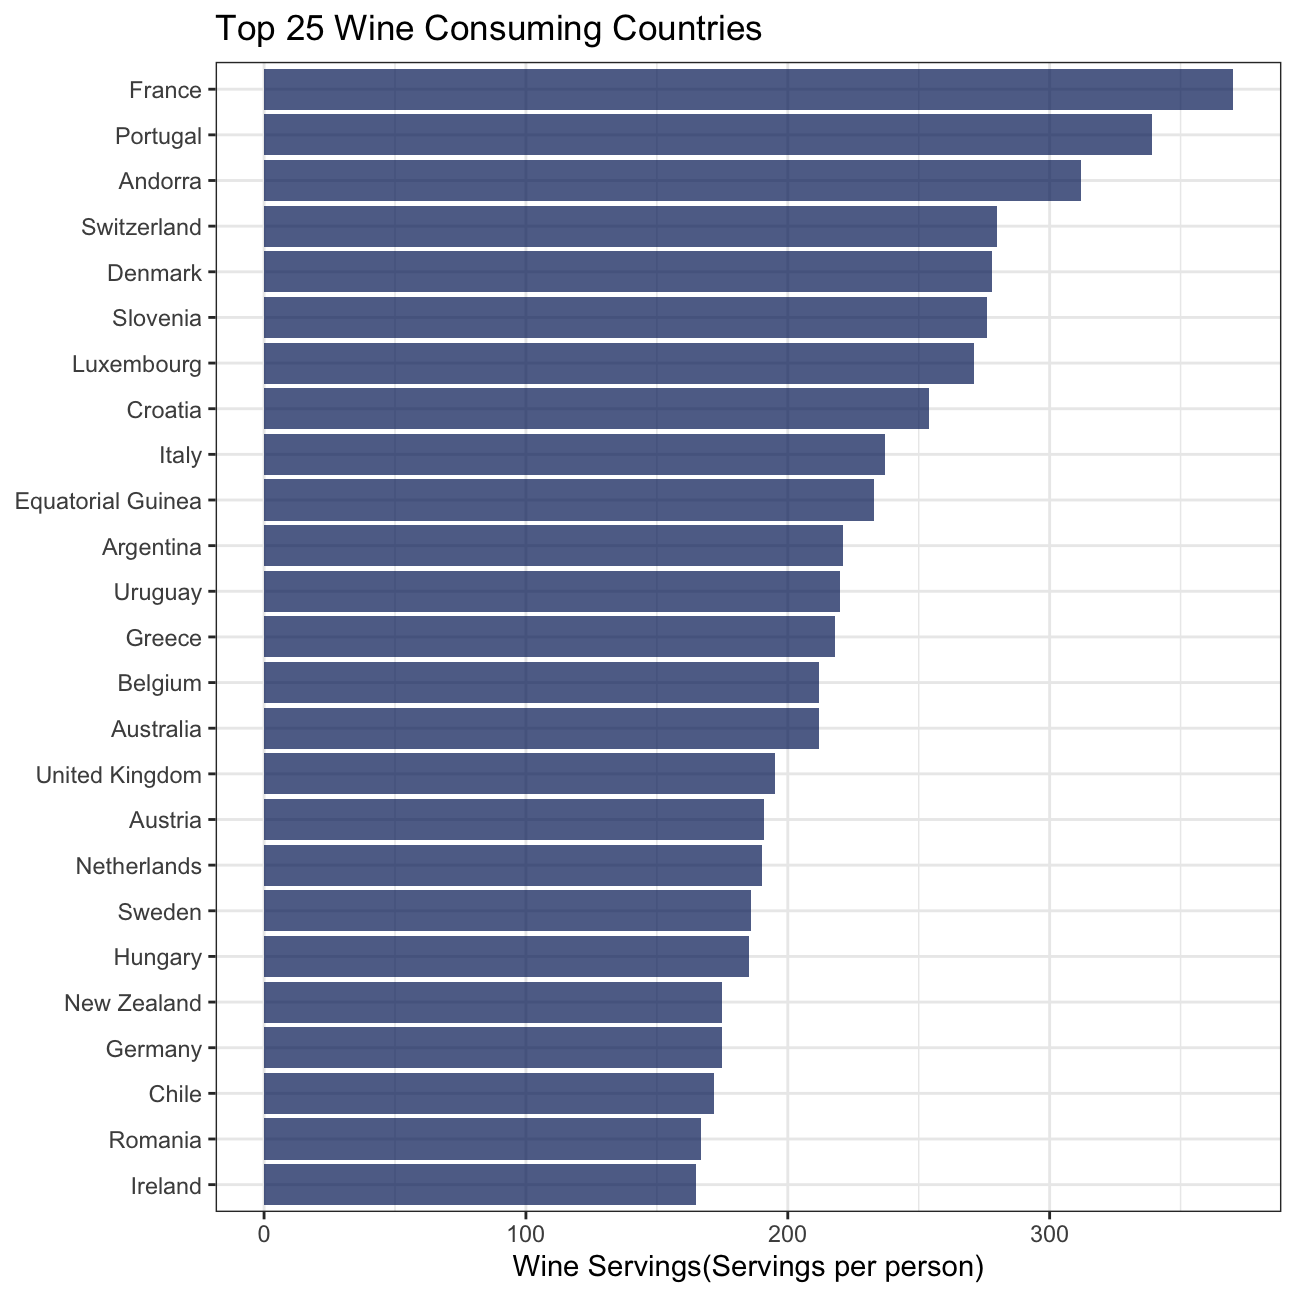 Top 25 Wine Consuming Countries
France
Portugal
Andorra
Switzerland
Denmark
Slovenia
Luxembourg
Croatia
Italy
Equatorial Guinea
Argentina
Uruguay
Greece
Belgium
Australia
United Kingdom
Austria
Netherlands
Sweden
Hungary
New Zealand
Germany
Chile
Romania
Ireland
0 100 200 300
Wine Servings(Servings per person)